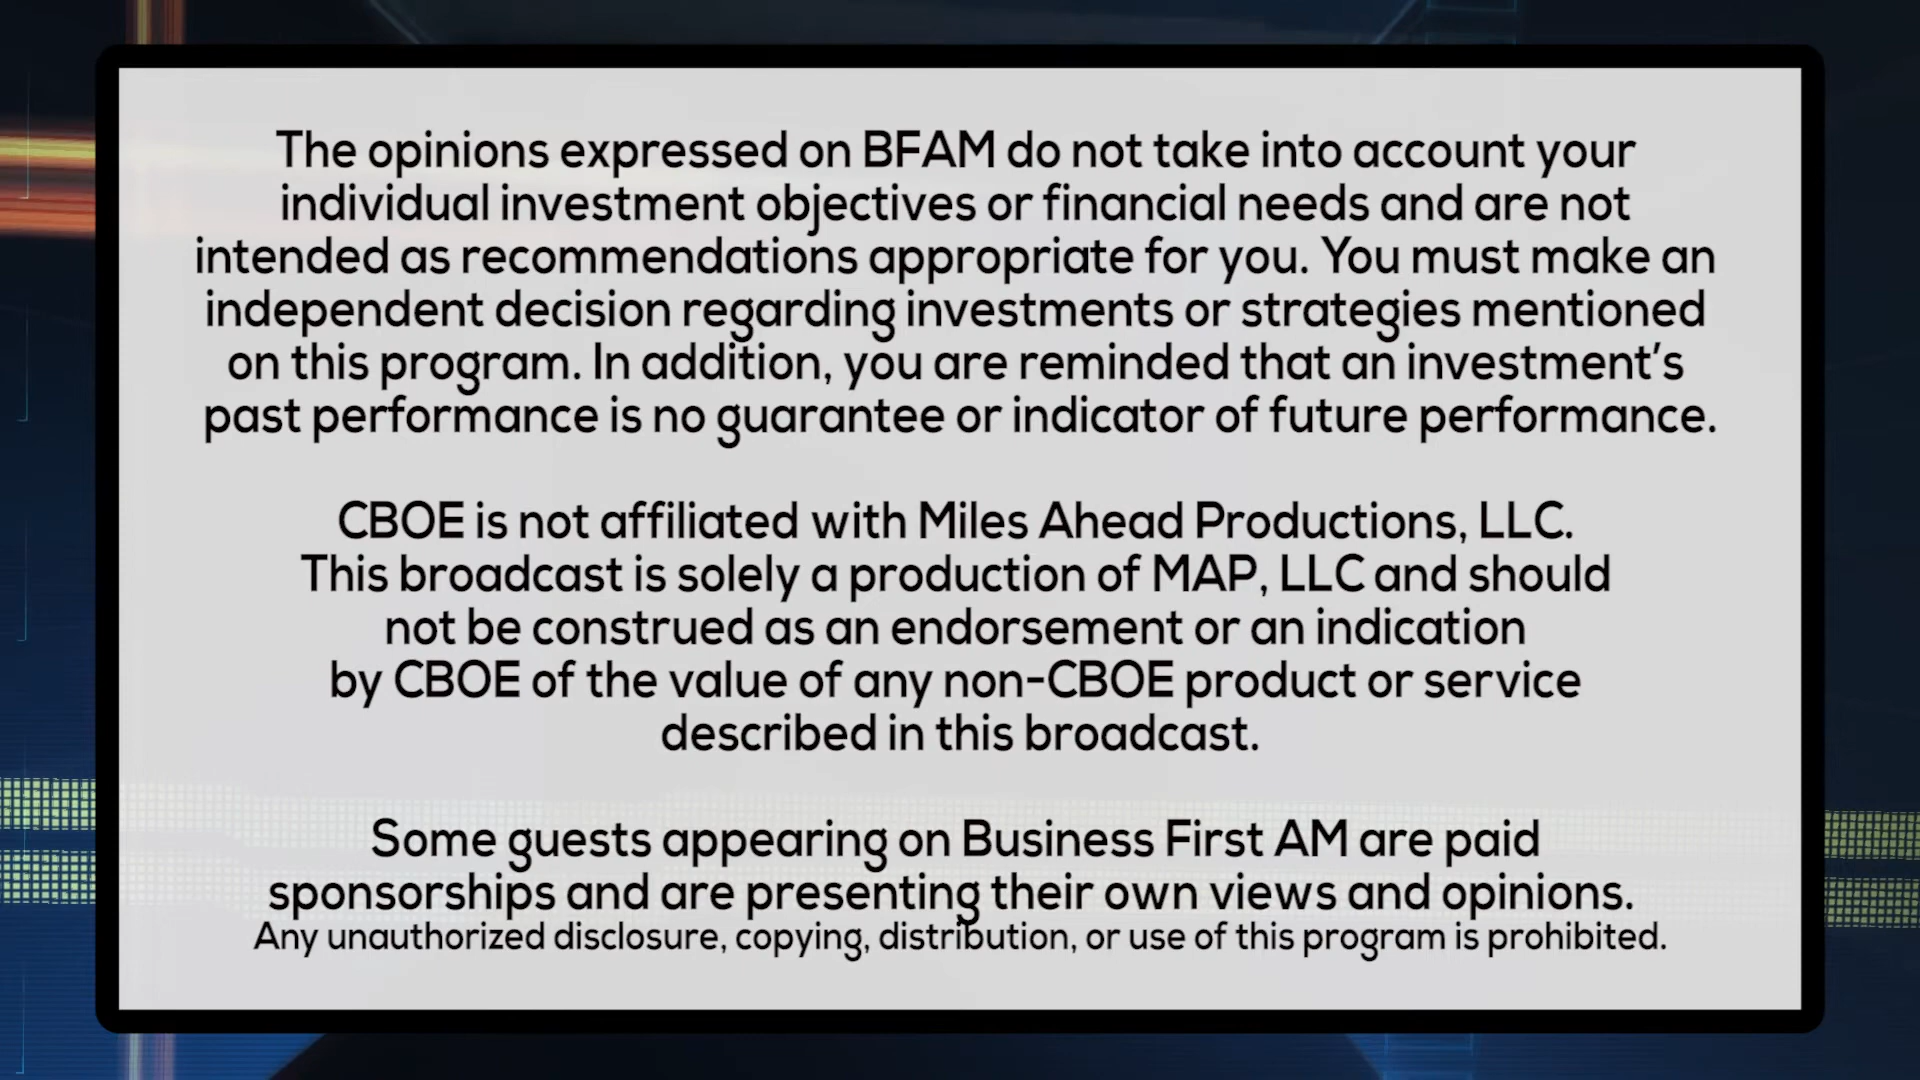 The opinions expressed on BFAM do not take into account your
individual investment objectives or financial needs and are not
intended as recommendations appropriate for you. You must make an
independent decision regarding investments or strategies mentioned
on this program. In addition, you are reminded that an investment’s
past performance is no guarantee or indicator of future performance.
CBOE is not affiliated with Miles Ahead Productions, LLC.
This broadcast is solely a production of MAP, LLC and should
not be construed as an endorsement or an indication
by CBOE of the value of any non-CBOE product or service
described in this broadcast.
Some guests appearing on Business First AM are paid
sponsorships and are presenting their own views and opinions.
Any unauthorized disclosure, copying, distribution, or use of this program is prohibited.